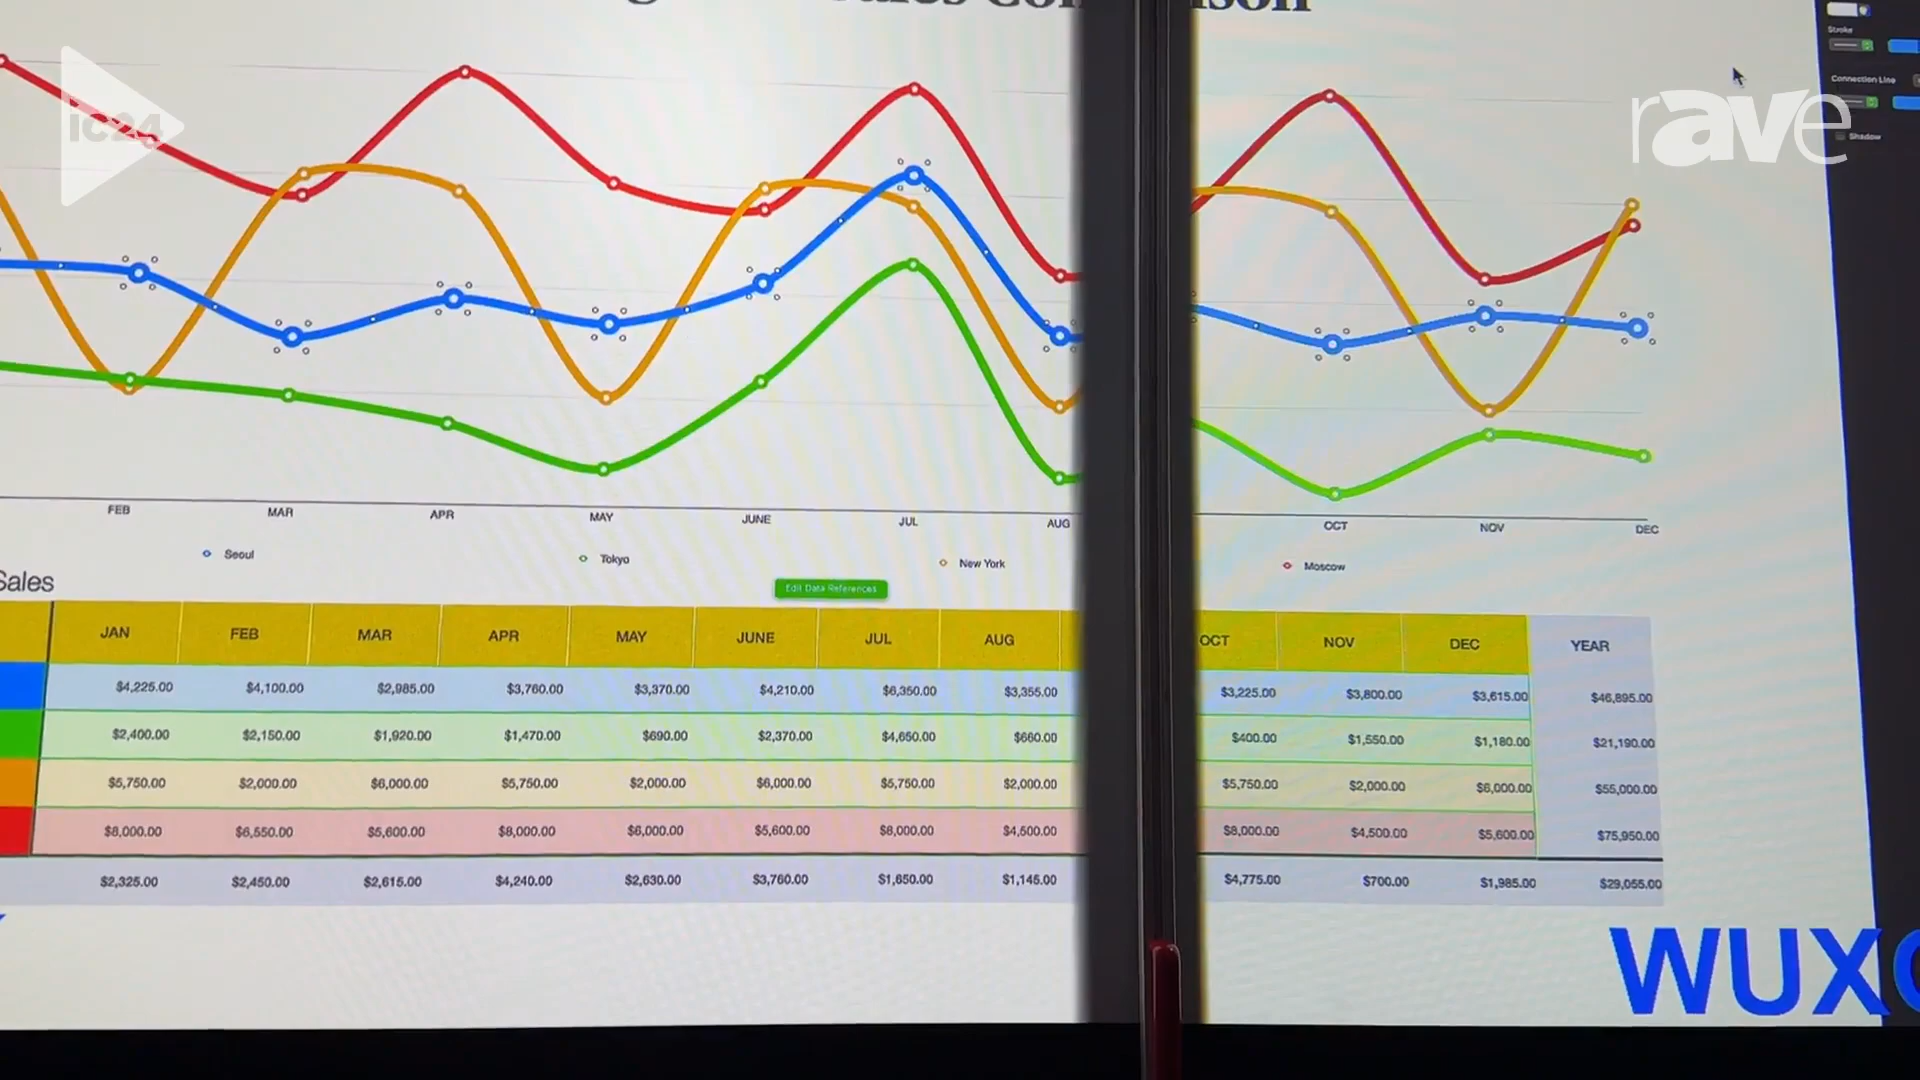 Stroke
Connection Line
Shadow
ic24
rave
FEB MAR APR MAY JUNE JUL AUG OCT NOV DEC
Seoul Tokyo New York Moscow
Sales
Edit Data References
JAN FEB MAR APR MAY JUNE JUL AUG OCT NOV DEC YEAR
$4,225.00 $4,100.00 $2,985.00 $3,760.00 $3,370.00 $4,210.00 $6,350.00 $3,355.00 $3,225.00 $3,800.00 $3,615.00 $46,895.00
$2,400.00 $2,150.00 $1,920.00 $1,470.00 $690.00 $2,370.00 $4,650.00 $660.00 $400.00 $1,550.00 $1,180.00 $21,190.00
$5,750.00 $2,000.00 $6,000.00 $5,750.00 $2,000.00 $6,000.00 $5,750.00 $2,000.00 $5,750.00 $2,000.00 $6,000.00 $55,000.00
$8,000.00 $6,550.00 $5,600.00 $8,000.00 $6,000.00 $5,600.00 $8,000.00 $4,500.00 $8,000.00 $4,500.00 $5,600.00 $75,950.00
$2,325.00 $2,450.00 $2,615.00 $4,240.00 $2,630.00 $3,760.00 $1,650.00 $1,145.00 $4,775.00 $700.00 $1,985.00 $29,055.00
WUX